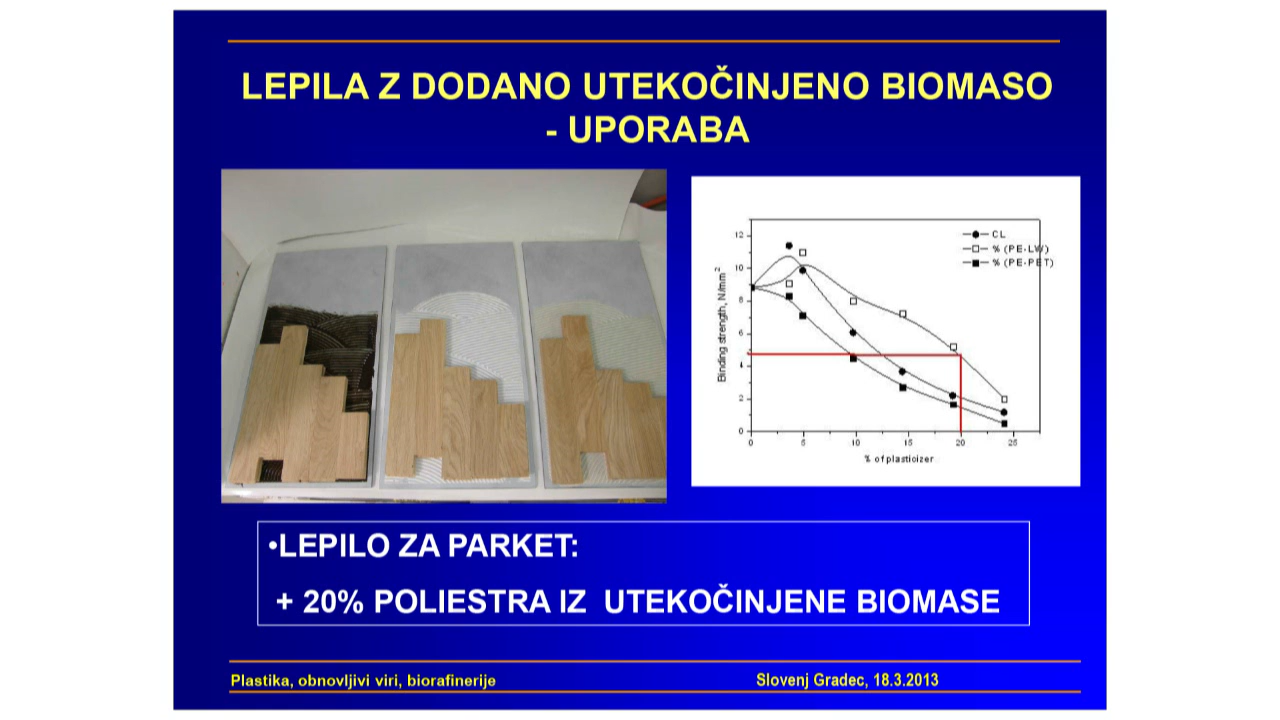 LEPILA Z DODANO UTEKOČINJENO BIOMASO
- UPORABA
12
10
8
6
4
2
0
Binding strength, N/mm²
CL
% (PE-LW)
% (PE-PET)
0 5 10 15 20 25
% of plasticizer
•LEPILO ZA PARKET:
+ 20% POLIESTRA IZ UTEKOČINJENE BIOMASE
Plastika, obnovljivi viri, biorafinerije
Slovenj Gradec, 18.3.2013